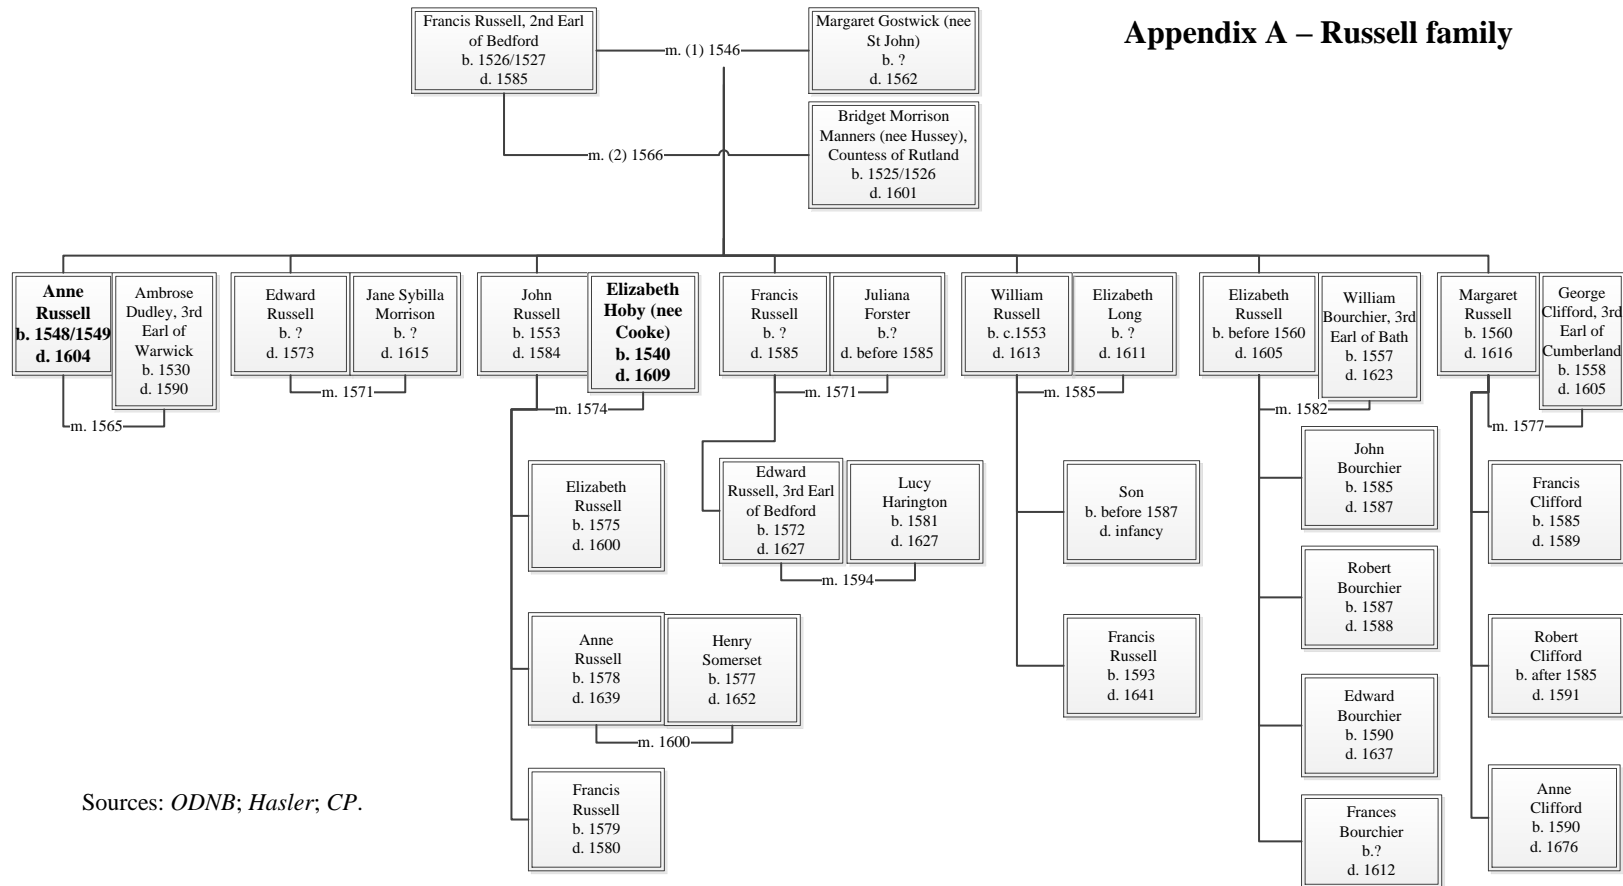 Appendix A – Russell family
Francis Russell, 2nd Earl
of Bedford
b. 1526/1527
d. 1585
m. (1) 1546
Margaret Gostwick (nee
St John)
b. ?
d. 1562
m. (2) 1566
Bridget Morrison
Manners (nee Hussey),
Countess of Rutland
b. 1525/1526
d. 1601
Anne
Russell
b. 1548/1549
d. 1604
Ambrose
Dudley, 3rd
Earl of
Warwick
b. 1530
d. 1590
m. 1565
Edward
Russell
b. ?
d. 1573
Jane Sybilla
Morrison
b. ?
d. 1615
m. 1571
John
Russell
b. 1553
d. 1584
Elizabeth
Hoby (nee
Cooke)
b. 1540
d. 1609
m. 1574
Francis
Russell
b. ?
d. 1585
Juliana
Forster
b. ?
d. before 1585
m. 1571
William
Russell
b. c.1553
d. 1613
Elizabeth
Long
b. ?
d. 1611
m. 1585
Elizabeth
Russell
b. before 1560
d. 1605
William
Bourchier, 3rd
Earl of Bath
b. 1557
d. 1623
m. 1582
Margaret
Russell
b. 1560
d. 1616
George
Clifford, 3rd
Earl of
Cumberland
b. 1558
d. 1605
m. 1577
Elizabeth
Russell
b. 1575
d. 1600
Anne
Russell
b. 1578
d. 1639
Henry
Somerset
b. 1577
d. 1652
m. 1600
Francis
Russell
b. 1579
d. 1580
Edward
Russell, 3rd Earl
of Bedford
b. 1572
d. 1627
Lucy
Harington
b. 1581
d. 1627
m. 1594
Son
b. before 1587
d. infancy
Francis
Russell
b. 1593
d. 1641
John
Bourchier
b. 1585
d. 1587
Robert
Bourchier
b. 1587
d. 1588
Edward
Bourchier
b. 1590
d. 1637
Frances
Bourchier
b.?
d. 1612
Francis
Clifford
b. 1585
d. 1589
Robert
Clifford
b. after 1585
d. 1591
Anne
Clifford
b. 1590
d. 1676
Sources: ODNB; Hasler; CP.